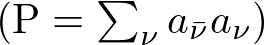 (P = ∑_ν a_ν̄ a_ν)